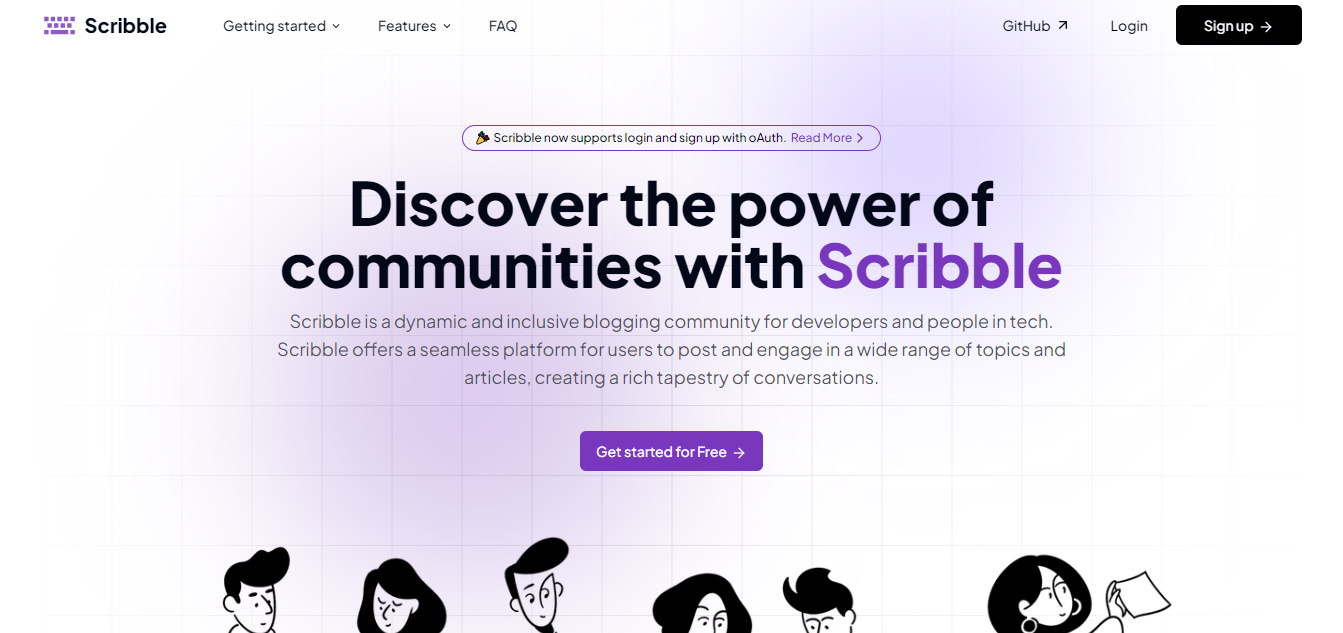 Scribble
Getting started
Features
FAQ
GitHub
Login
Sign up
Scribble now supports login and sign up with oAuth. Read More
Discover the power of
communities with Scribble
Scribble is a dynamic and inclusive blogging community for developers and people in tech.
Scribble offers a seamless platform for users to post and engage in a wide range of topics and
articles, creating a rich tapestry of conversations.
Get started for Free